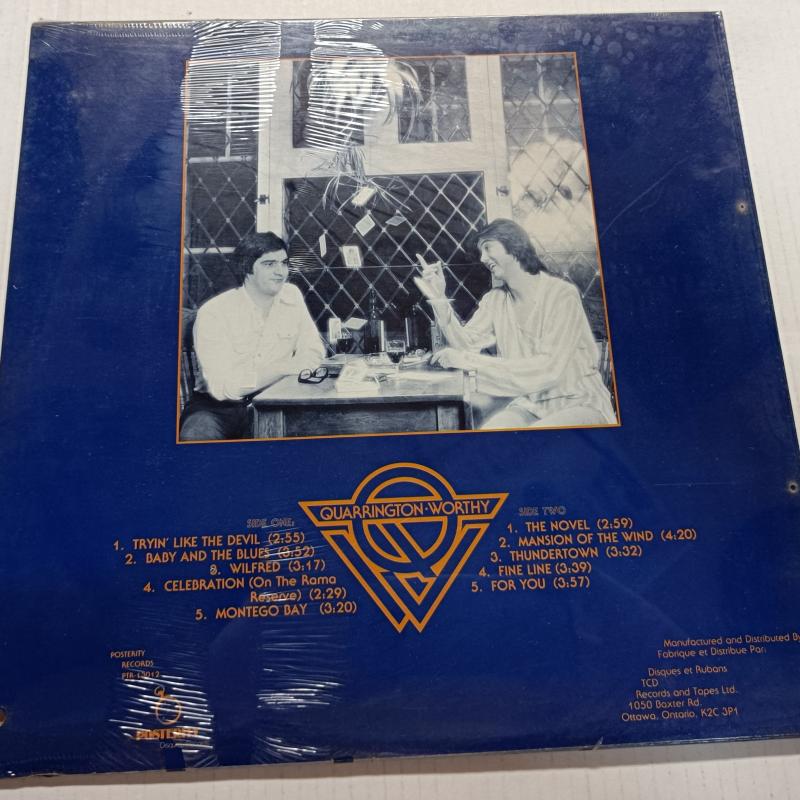 QUARRINGTON·WORTHY
SIDE ONE:
1. TRYIN' LIKE THE DEVIL (2:55)
2. BABY AND THE BLUES (3:52)
3. WILFRED (3:17)
4. CELEBRATION (On The Rama
Reserve) (2:29)
5. MONTEGO BAY (3:20)
SIDE TWO
1. THE NOVEL (2:59)
2. MANSION OF THE WIND (4:20)
3. THUNDERTOWN (3:32)
4. FINE LINE (3:39)
5. FOR YOU (3:57)
POSTERITY
RECORDS
PTR-13012
POSTERITY
Manufactured and Distributed By
Fabrique et Distribue Par:
Disques et Rubans
TCD
Records and Tapes Ltd.
1050 Baxter Rd.
Ottawa, Ontario, K2C 3P1